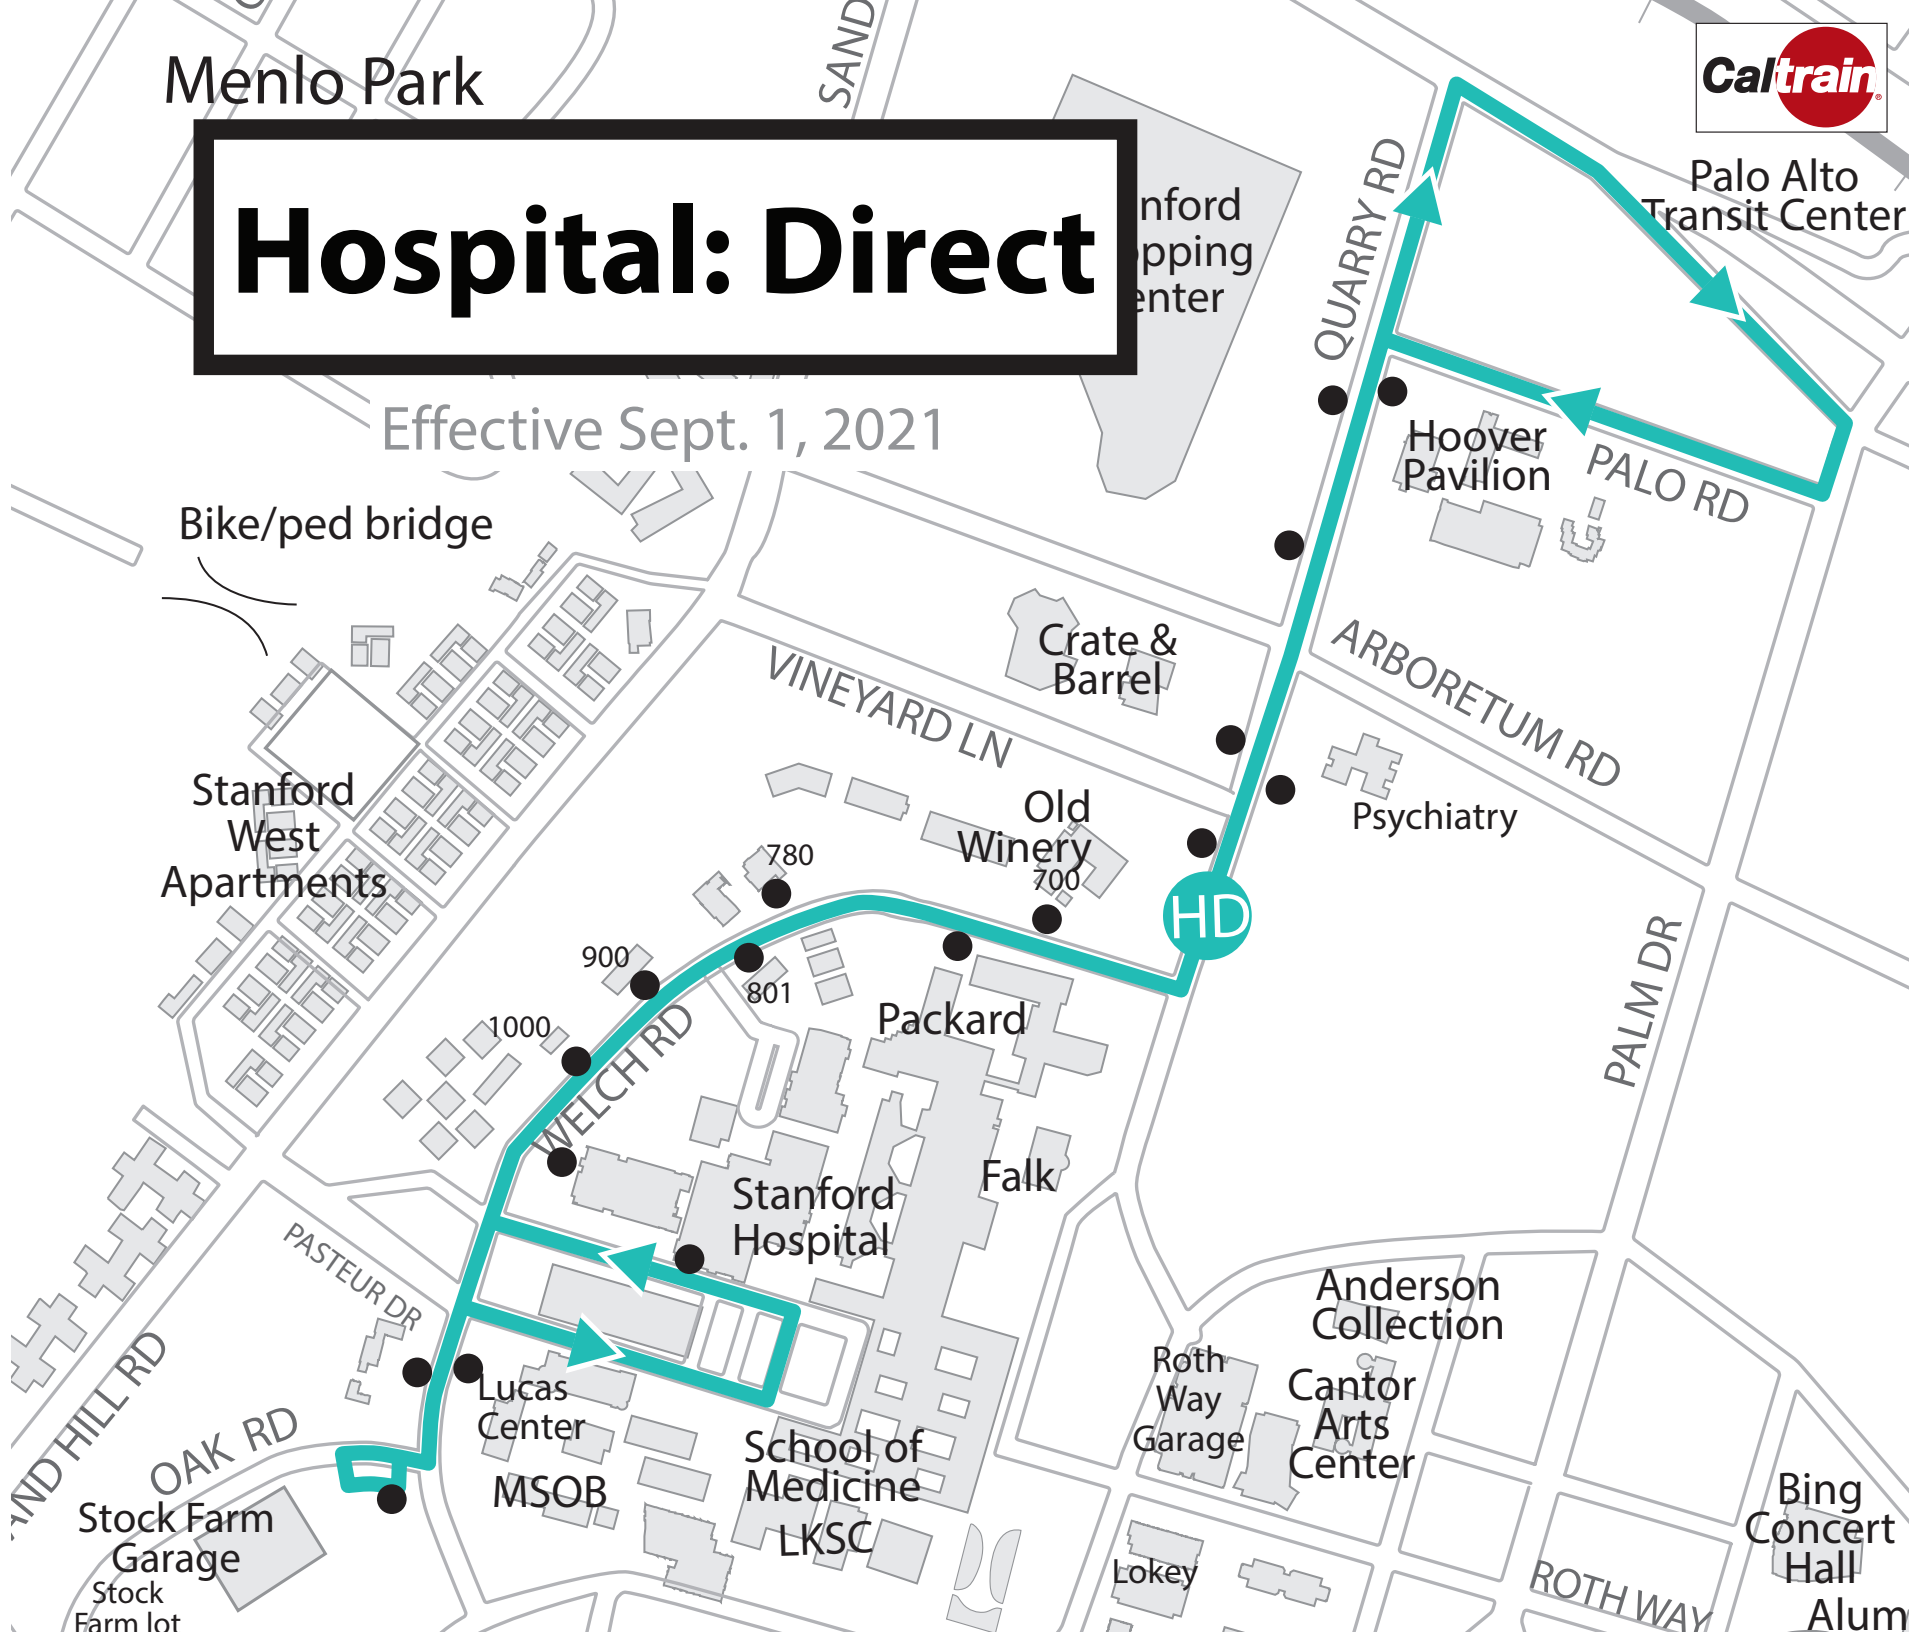 Menlo Park
SAND
Caltrain
Palo Alto
Transit Center
QUARRY RD
nford
pping
enter
Hospital: Direct
Effective Sept. 1, 2021
Hoover
Pavilion
PALO RD
Bike/ped bridge
Crate &
Barrel
ARBORETUM RD
VINEYARD LN
Stanford
West
Apartments
Old
Winery
700
Psychiatry
780
HD
900
801
1000
Packard
PALM DR
WELCH RD
Falk
Stanford
Hospital
PASTEUR DR
Anderson
Collection
Roth
Way
Garage
Cantor
Arts
Center
Lucas
Center
AND HILL RD
OAK RD
School of
Medicine
MSOB
LKSC
Stock Farm
Garage
Stock
Farm lot
Bing
Concert
Hall
Lokey
ROTH WAY
Alum